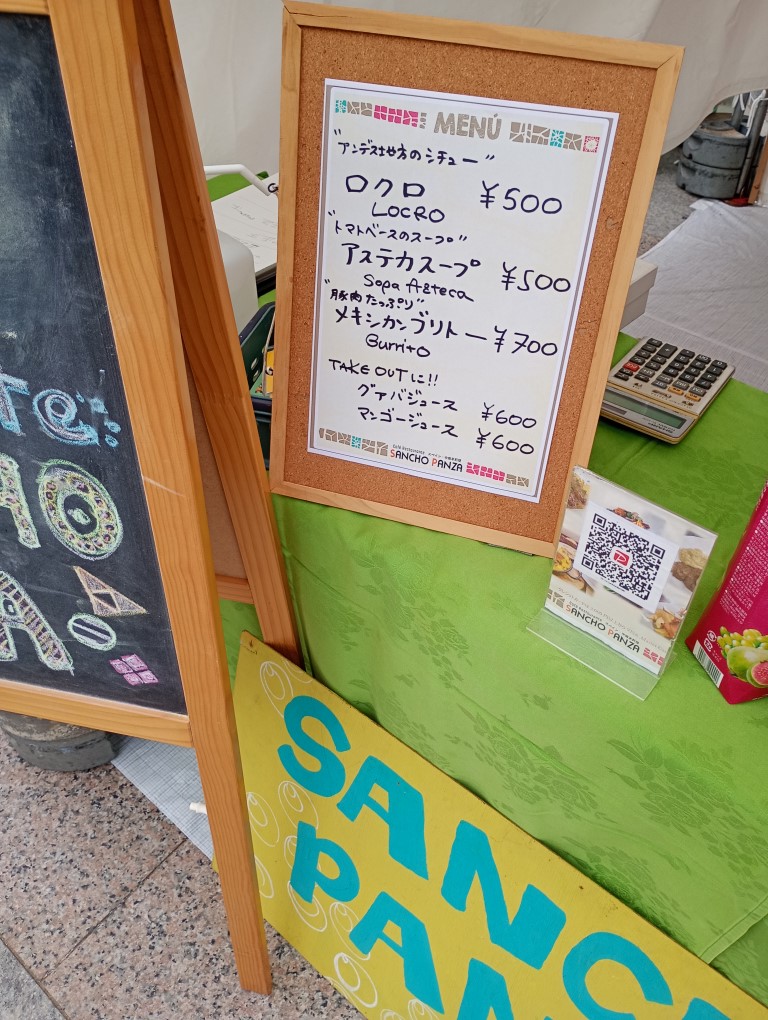 MENÚ
"アンデス地方のシチュー"
ロクロ ¥500
LOCRO
"トマトベースのスープ"
アステカスープ ¥500
Sopa Azteca
"豚肉たっぷり"
メキシカンブリトー ¥700
Burrito
TAKE OUTに!!
グァバジュース ¥600
マンゴージュース ¥600
SANCHO PANZA
SANCHO PANZA
te@:
HO
A
SANC
PAN